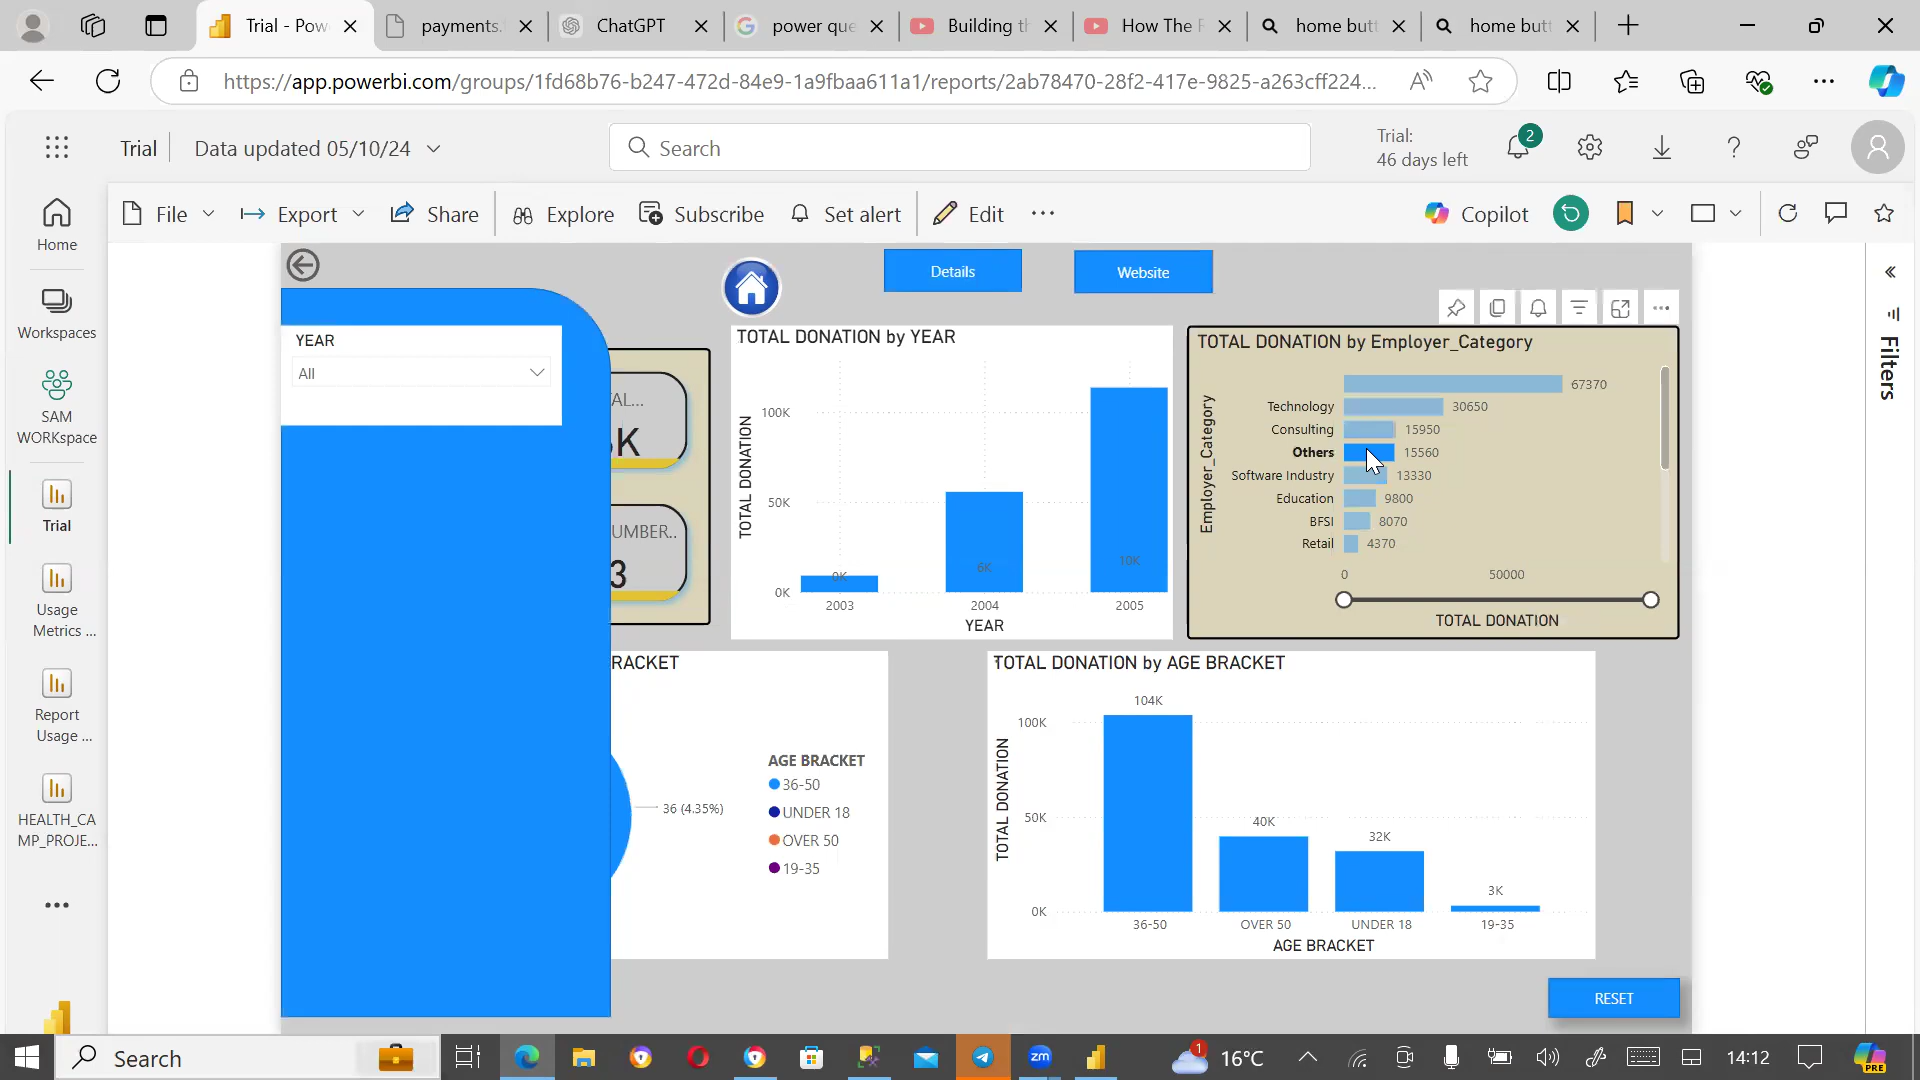 Trial - Pow
payments.
ChatGPT
power que
Building th
How The F
home butt
home butt
https://app.powerbi.com/groups/1fd68b76-b247-472d-84e9-1a9fbaa611a1/reports/2ab78470-28f2-417e-9825-a263cff224...
Trial
Data updated 05/10/24
Search
Trial:
46 days left
2
File
Export
Share
Explore
Subscribe
Set alert
Edit
Copilot
Home
Workspaces
SAM
WORKspace
Trial
Usage
Metrics ...
Report
Usage ...
HEALTH_CA
MP_PROJE...
Details
Website
YEAR
All
AL...
K
UMBER..
3
TOTAL DONATION by YEAR
TOTAL DONATION
100K
50K
0K
0K
6K
10K
2003
2004
2005
YEAR
TOTAL DONATION by Employer_Category
Employer_Category
67370
Technology 30650
Consulting 15950
Others 15560
Software Industry 13330
Education 9800
BFSI 8070
Retail 4370
0
50000
TOTAL DONATION
Filters
RACKET
36 (4.35%)
AGE BRACKET
36-50
UNDER 18
OVER 50
19-35
TOTAL DONATION by AGE BRACKET
TOTAL DONATION
100K
50K
0K
104K
40K
32K
3K
36-50
OVER 50
UNDER 18
19-35
AGE BRACKET
RESET
Search
zm
1
16°C
14:12
PRE